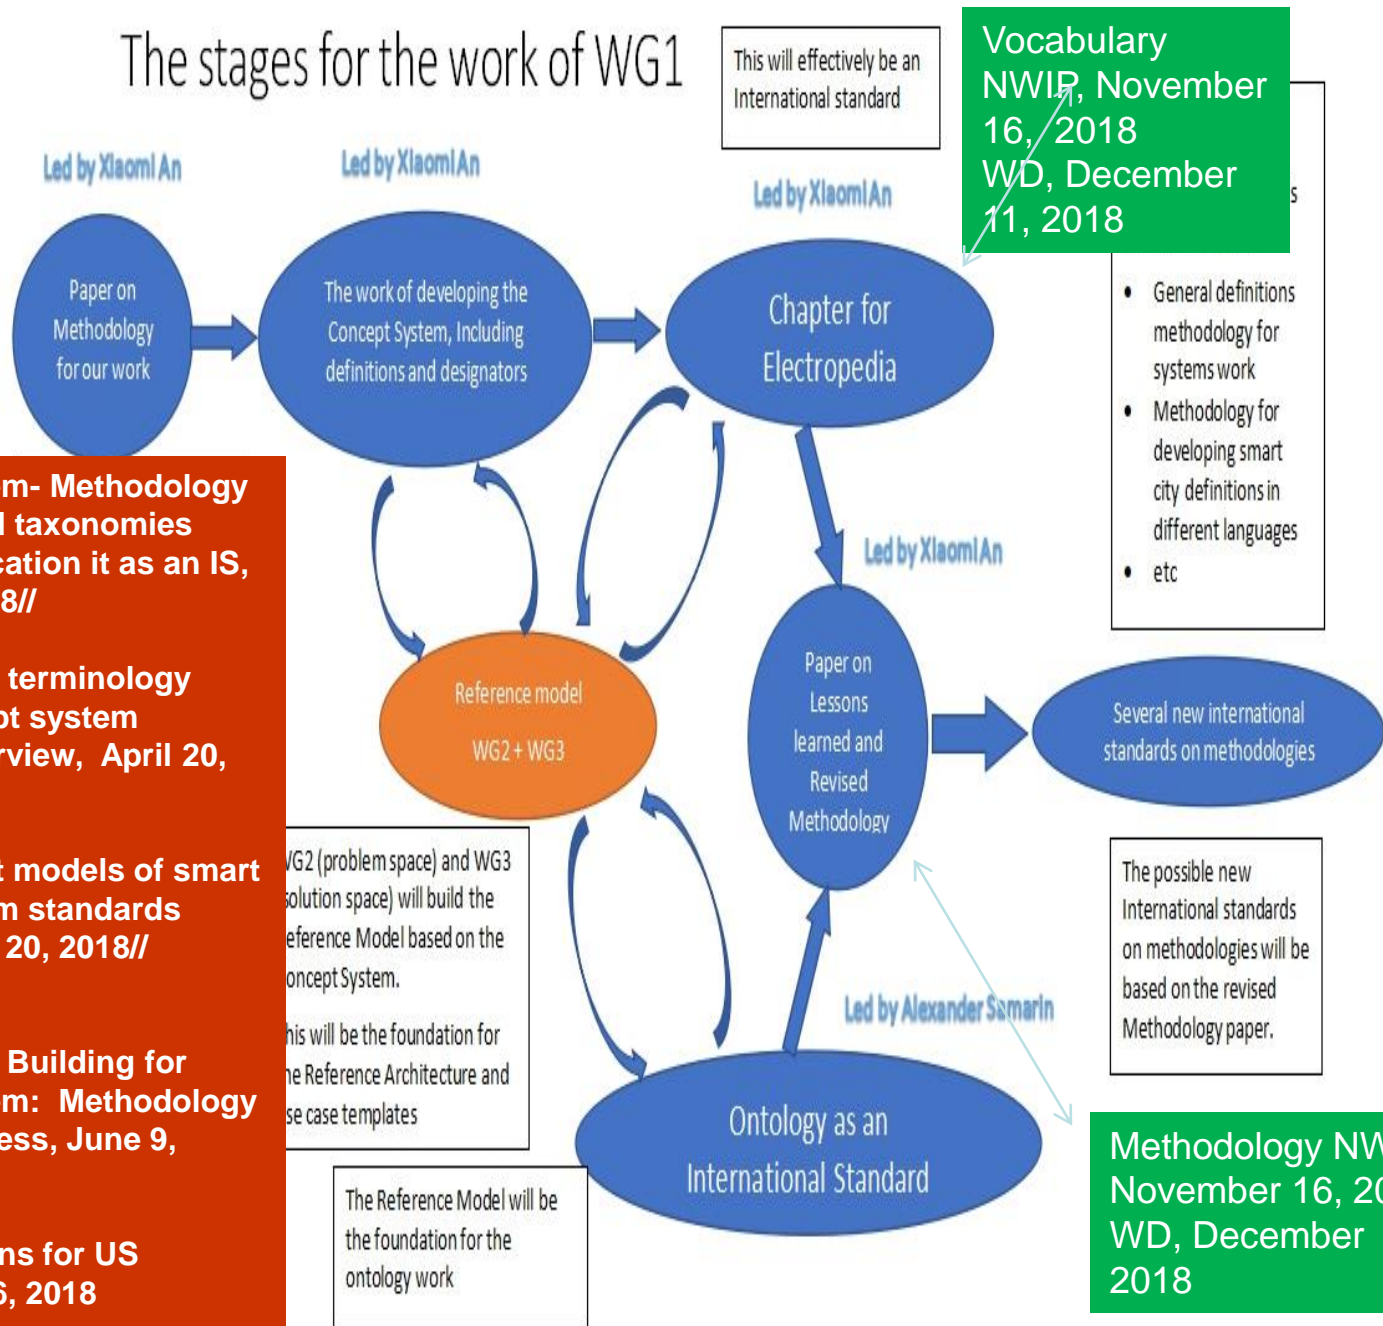 The stages for the work of WG1
This will effectively be an
International standard
Vocabulary
NWIP, November
16, 2018
WD, December
11, 2018
s
Led by Xiaomi An
Led by Xiaomi An
Led by Xiaomi An
Paper on
Methodology
for our work
The work of developing the
Concept System, Including
definitions and designators
Chapter for
Electropedia
• General definitions
methodology for
systems work
• Methodology for
developing smart
city definitions in
different languages
• etc
em- Methodology
d taxonomies
cation it as an IS,
8//
terminology
pt system
rview, April 20,
t models of smart
m standards
20, 2018//
Building for
em: Methodology
ess, June 9,
ns for US
6, 2018
Led by Xiaomi An
Reference model
WG2 + WG3
Paper on
Lessons
learned and
Revised
Methodology
Several new international
standards on methodologies
WG2 (problem space) and WG3
solution space) will build the
eference Model based on the
oncept System.
his will be the foundation for
he Reference Architecture and
se case templates
The possible new
International standards
on methodologies will be
based on the revised
Methodology paper.
Led by Alexander Samarin
Ontology as an
International Standard
The Reference Model will be
the foundation for the
ontology work
Methodology NW
November 16, 20
WD, December
2018